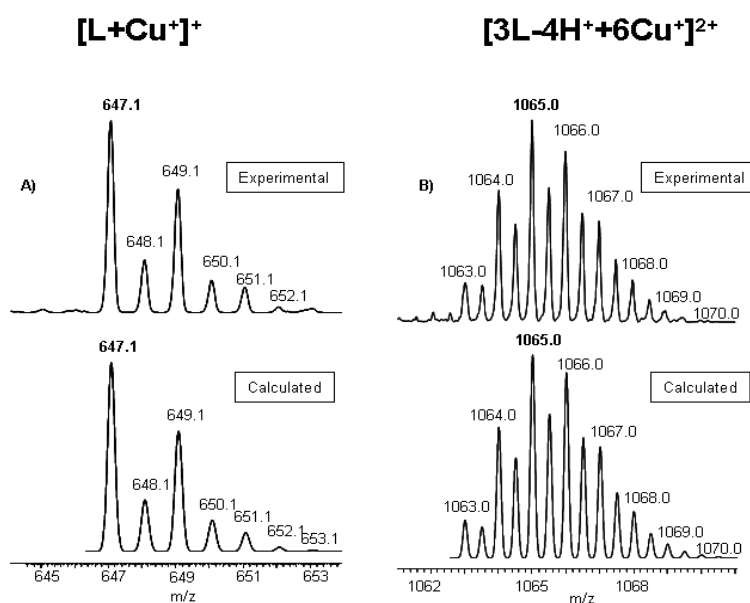 [L+Cu⁺]⁺
[3L-4H⁺+6Cu⁺]²⁺
A)
647.1
648.1
649.1
650.1
651.1
652.1
Experimental
B)
1063.0
1064.0
1065.0
1066.0
1067.0
1068.0
1069.0
1070.0
Experimental
647.1
648.1
649.1
650.1
651.1
652.1
653.1
Calculated
645 647 649 651 653
m/z
1063.0
1064.0
1065.0
1066.0
1067.0
1068.0
1069.0
1070.0
Calculated
1062 1065 1068
m/z